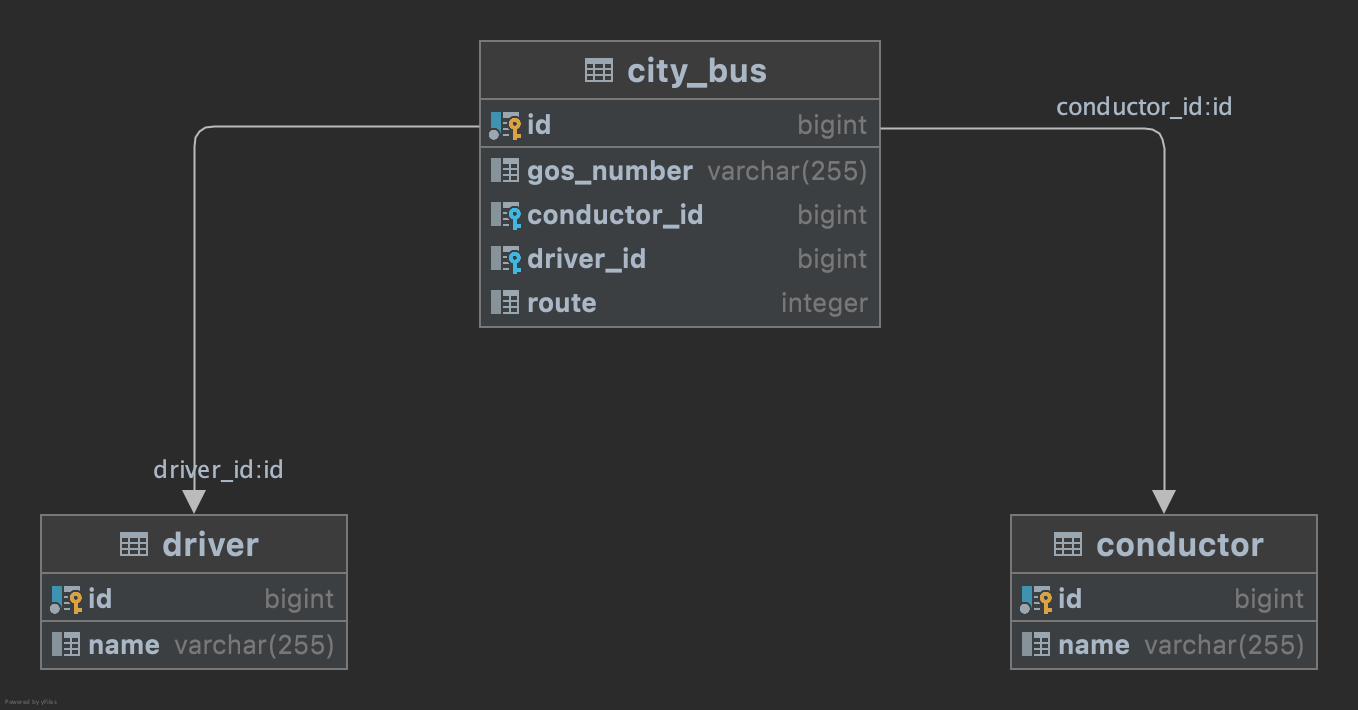 city_bus
id bigint
gos_number varchar(255)
conductor_id bigint
driver_id bigint
route integer
conductor_id:id
driver_id:id
driver
id bigint
name varchar(255)
conductor
id bigint
name varchar(255)
Powered by yFiles